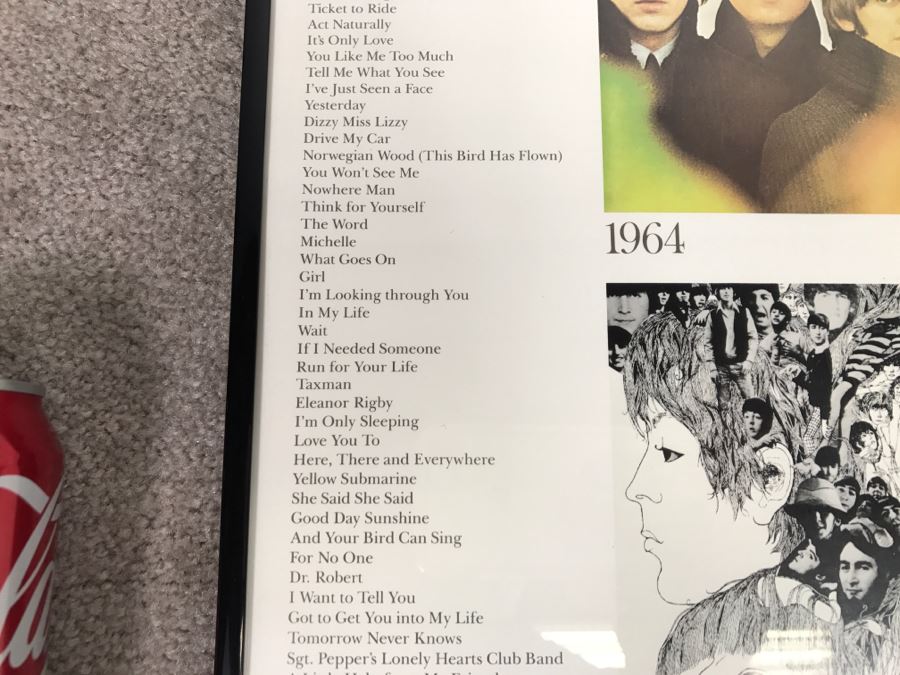 Ticket to Ride
Act Naturally
It's Only Love
You Like Me Too Much
Tell Me What You See
I've Just Seen a Face
Yesterday
Dizzy Miss Lizzy
Drive My Car
Norwegian Wood (This Bird Has Flown)
You Won't See Me
Nowhere Man
Think for Yourself
The Word
Michelle
What Goes On
Girl
I'm Looking through You
In My Life
Wait
If I Needed Someone
Run for Your Life
Taxman
Eleanor Rigby
I'm Only Sleeping
Love You To
Here, There and Everywhere
Yellow Submarine
She Said She Said
Good Day Sunshine
And Your Bird Can Sing
For No One
Dr. Robert
I Want to Tell You
Got to Get You into My Life
Tomorrow Never Knows
Sgt. Pepper's Lonely Hearts Club Band
1964